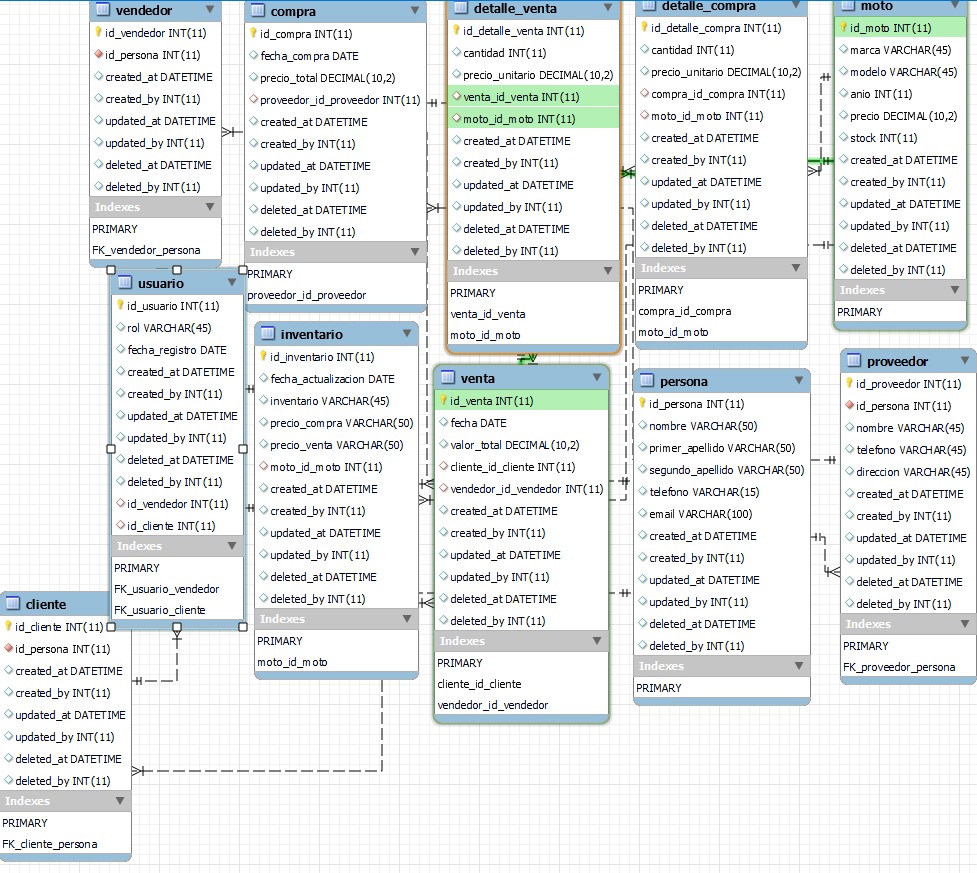 vendedor
id_vendedor INT(11)
id_persona INT(11)
created_at DATETIME
created_by INT(11)
updated_at DATETIME
updated_by INT(11)
deleted_at DATETIME
deleted_by INT(11)
Indexes
PRIMARY
FK_vendedor_persona
compra
id_compra INT(11)
fecha_compra DATE
precio_total DECIMAL(10,2)
proveedor_id_proveedor INT(11)
created_at DATETIME
created_by INT(11)
updated_at DATETIME
updated_by INT(11)
deleted_at DATETIME
deleted_by INT(11)
Indexes
PRIMARY
proveedor_id_proveedor
detalle_venta
id_detalle_venta INT(11)
cantidad INT(11)
precio_unitario DECIMAL(10,2)
venta_id_venta INT(11)
moto_id_moto INT(11)
created_at DATETIME
created_by INT(11)
updated_at DATETIME
updated_by INT(11)
deleted_at DATETIME
deleted_by INT(11)
Indexes
PRIMARY
venta_id_venta
moto_id_moto
detalle_compra
id_detalle_compra INT(11)
cantidad INT(11)
precio_unitario DECIMAL(10,2)
compra_id_compra INT(11)
moto_id_moto INT(11)
created_at DATETIME
created_by INT(11)
updated_at DATETIME
updated_by INT(11)
deleted_at DATETIME
deleted_by INT(11)
Indexes
PRIMARY
compra_id_compra
moto_id_moto
moto
id_moto INT(11)
marca VARCHAR(45)
modelo VARCHAR(45)
anio INT(11)
precio DECIMAL(10,2)
stock INT(11)
created_at DATETIME
created_by INT(11)
updated_at DATETIME
updated_by INT(11)
deleted_at DATETIME
deleted_by INT(11)
Indexes
PRIMARY
usuario
id_usuario INT(11)
rol VARCHAR(45)
fecha_registro DATE
created_at DATETIME
created_by INT(11)
updated_at DATETIME
updated_by INT(11)
deleted_at DATETIME
deleted_by INT(11)
id_vendedor INT(11)
id_cliente INT(11)
Indexes
PRIMARY
FK_usuario_vendedor
FK_usuario_cliente
inventario
id_inventario INT(11)
fecha_actualizacion DATE
inventario VARCHAR(45)
precio_compra VARCHAR(50)
precio_venta VARCHAR(50)
moto_id_moto INT(11)
created_at DATETIME
created_by INT(11)
updated_at DATETIME
updated_by INT(11)
deleted_at DATETIME
deleted_by INT(11)
Indexes
PRIMARY
moto_id_moto
venta
id_venta INT(11)
fecha DATE
valor_total DECIMAL(10,2)
cliente_id_cliente INT(11)
vendedor_id_vendedor INT(11)
created_at DATETIME
created_by INT(11)
updated_at DATETIME
updated_by INT(11)
deleted_at DATETIME
deleted_by INT(11)
Indexes
PRIMARY
cliente_id_cliente
vendedor_id_vendedor
persona
id_persona INT(11)
nombre VARCHAR(50)
primer_apellido VARCHAR(50)
segundo_apellido VARCHAR(50)
telefono VARCHAR(15)
email VARCHAR(100)
created_at DATETIME
created_by INT(11)
updated_at DATETIME
updated_by INT(11)
deleted_at DATETIME
deleted_by INT(11)
Indexes
PRIMARY
proveedor
id_proveedor INT(11)
id_persona INT(11)
nombre VARCHAR(45)
telefono VARCHAR(45)
direccion VARCHAR(45)
created_at DATETIME
created_by INT(11)
updated_at DATETIME
updated_by INT(11)
deleted_at DATETIME
deleted_by INT(11)
Indexes
PRIMARY
FK_proveedor_persona
cliente
id_cliente INT(11)
id_persona INT(11)
created_at DATETIME
created_by INT(11)
updated_at DATETIME
updated_by INT(11)
deleted_at DATETIME
deleted_by INT(11)
Indexes
PRIMARY
FK_cliente_persona